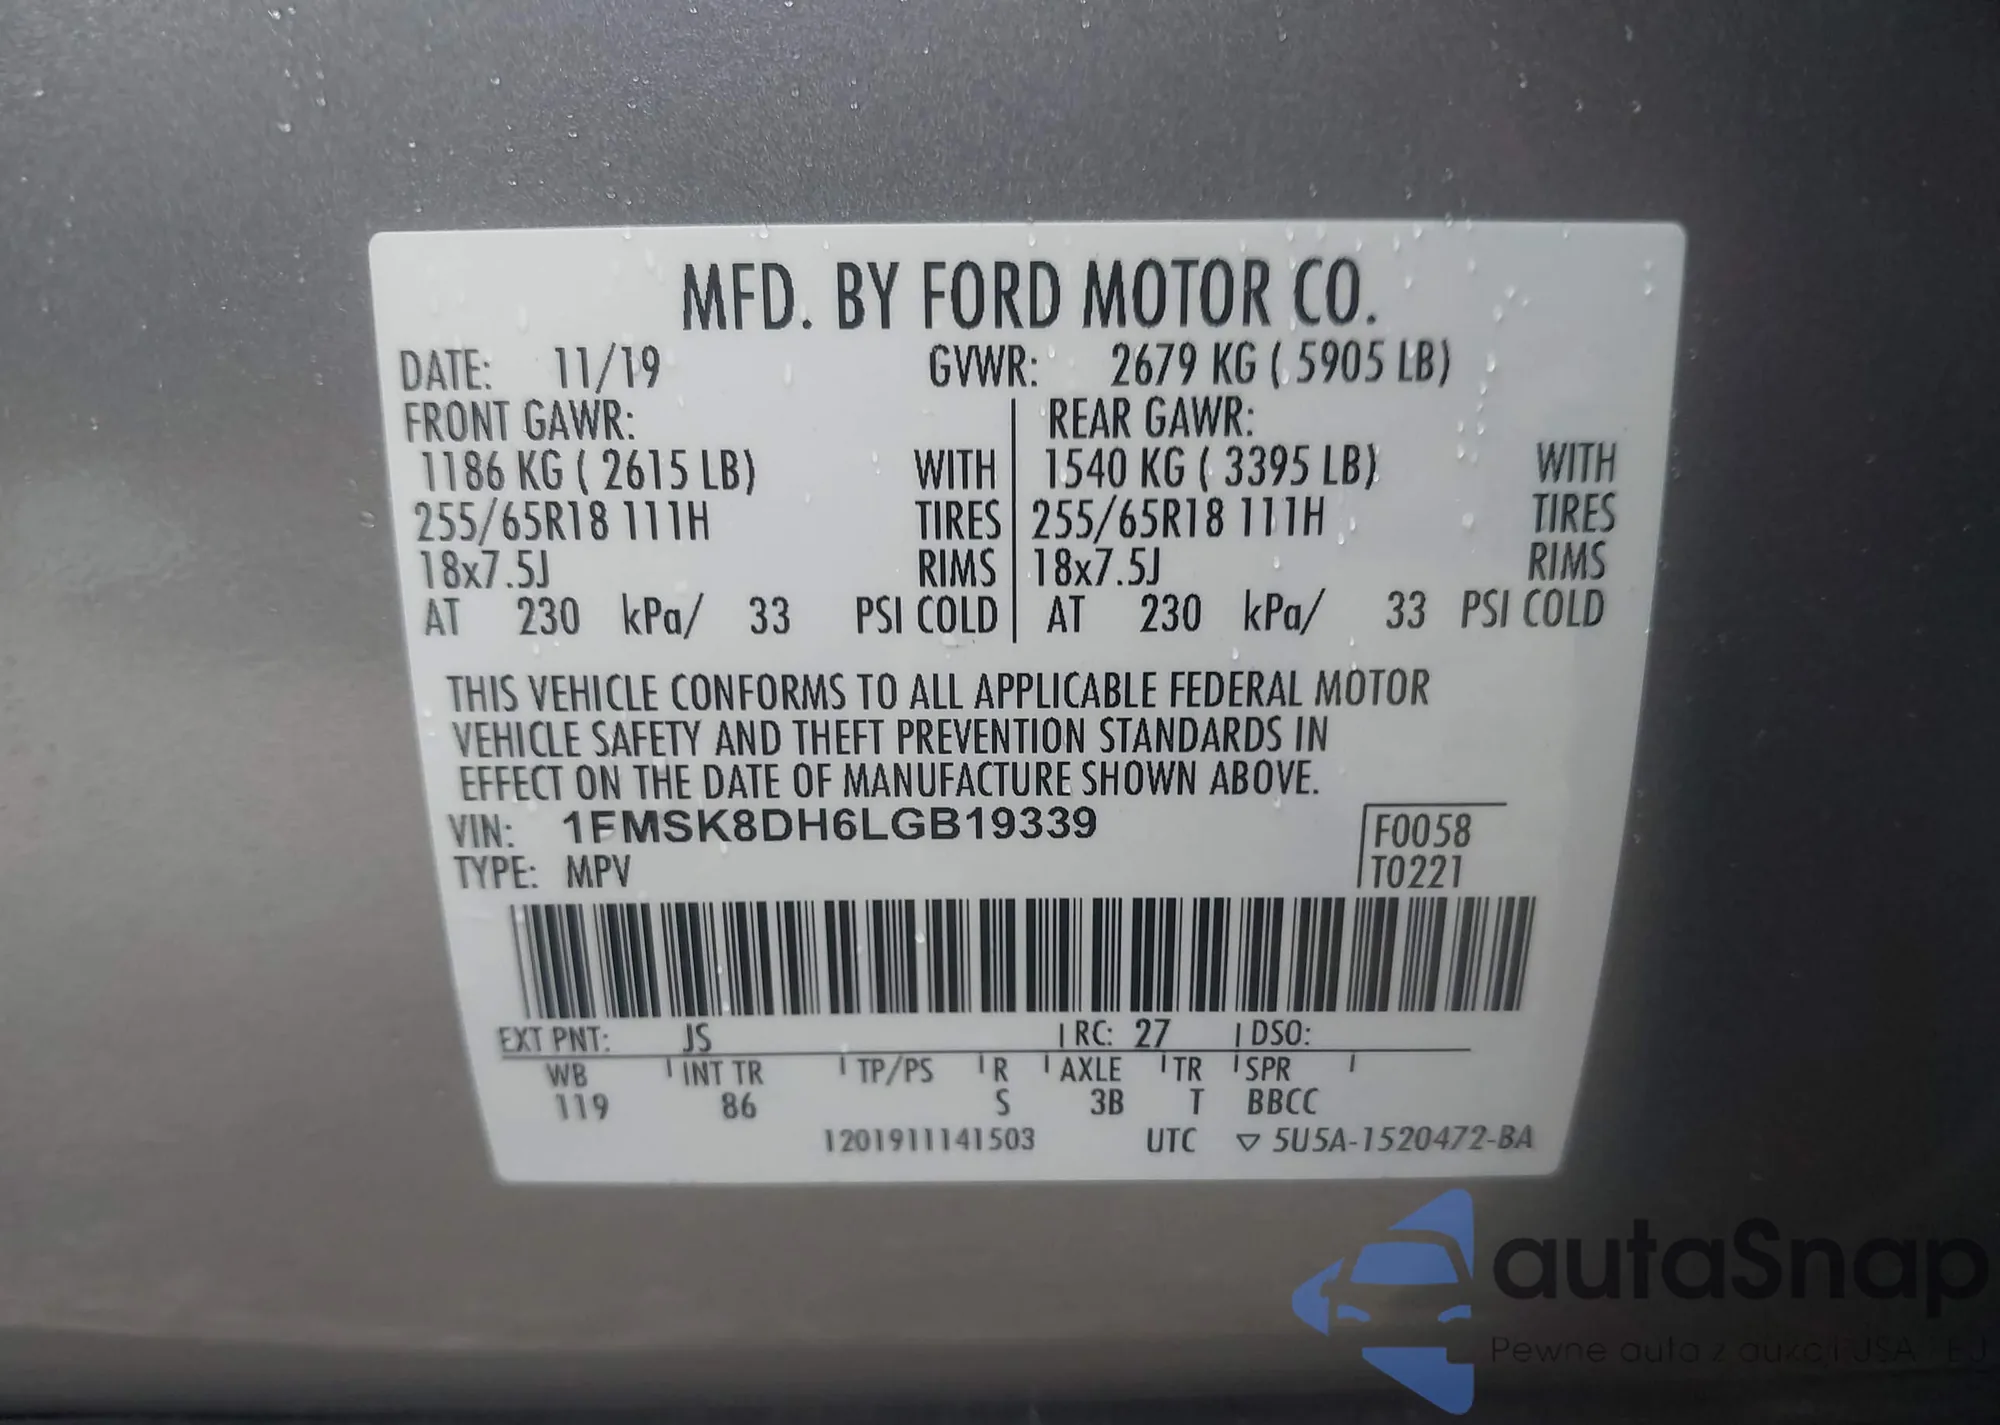 MFD. BY FORD MOTOR CO.
DATE: 11/19 GVWR: 2679 KG ( 5905 LB)
FRONT GAWR: REAR GAWR:
1186 KG ( 2615 LB) WITH 1540 KG ( 3395 LB) WITH
255/65R18 111H TIRES 255/65R18 111H TIRES
18x7.5J RIMS 18x7.5J RIMS
AT 230 kPa/ 33 PSI COLD AT 230 kPa/ 33 PSI COLD
THIS VEHICLE CONFORMS TO ALL APPLICABLE FEDERAL MOTOR
VEHICLE SAFETY AND THEFT PREVENTION STANDARDS IN
EFFECT ON THE DATE OF MANUFACTURE SHOWN ABOVE.
VIN: 1FMSK8DH6LGB19339 F0058
TYPE: MPV T0221
EXT PNT: JS RC: 27 DSO:
WB INT TR TP/PS R AXLE TR SPR
119 86 S 3B T BBCC
1201911141503 UTC ▽ 5U5A-1520472-BA
autaSnap
Pewne auta z aukcji USA